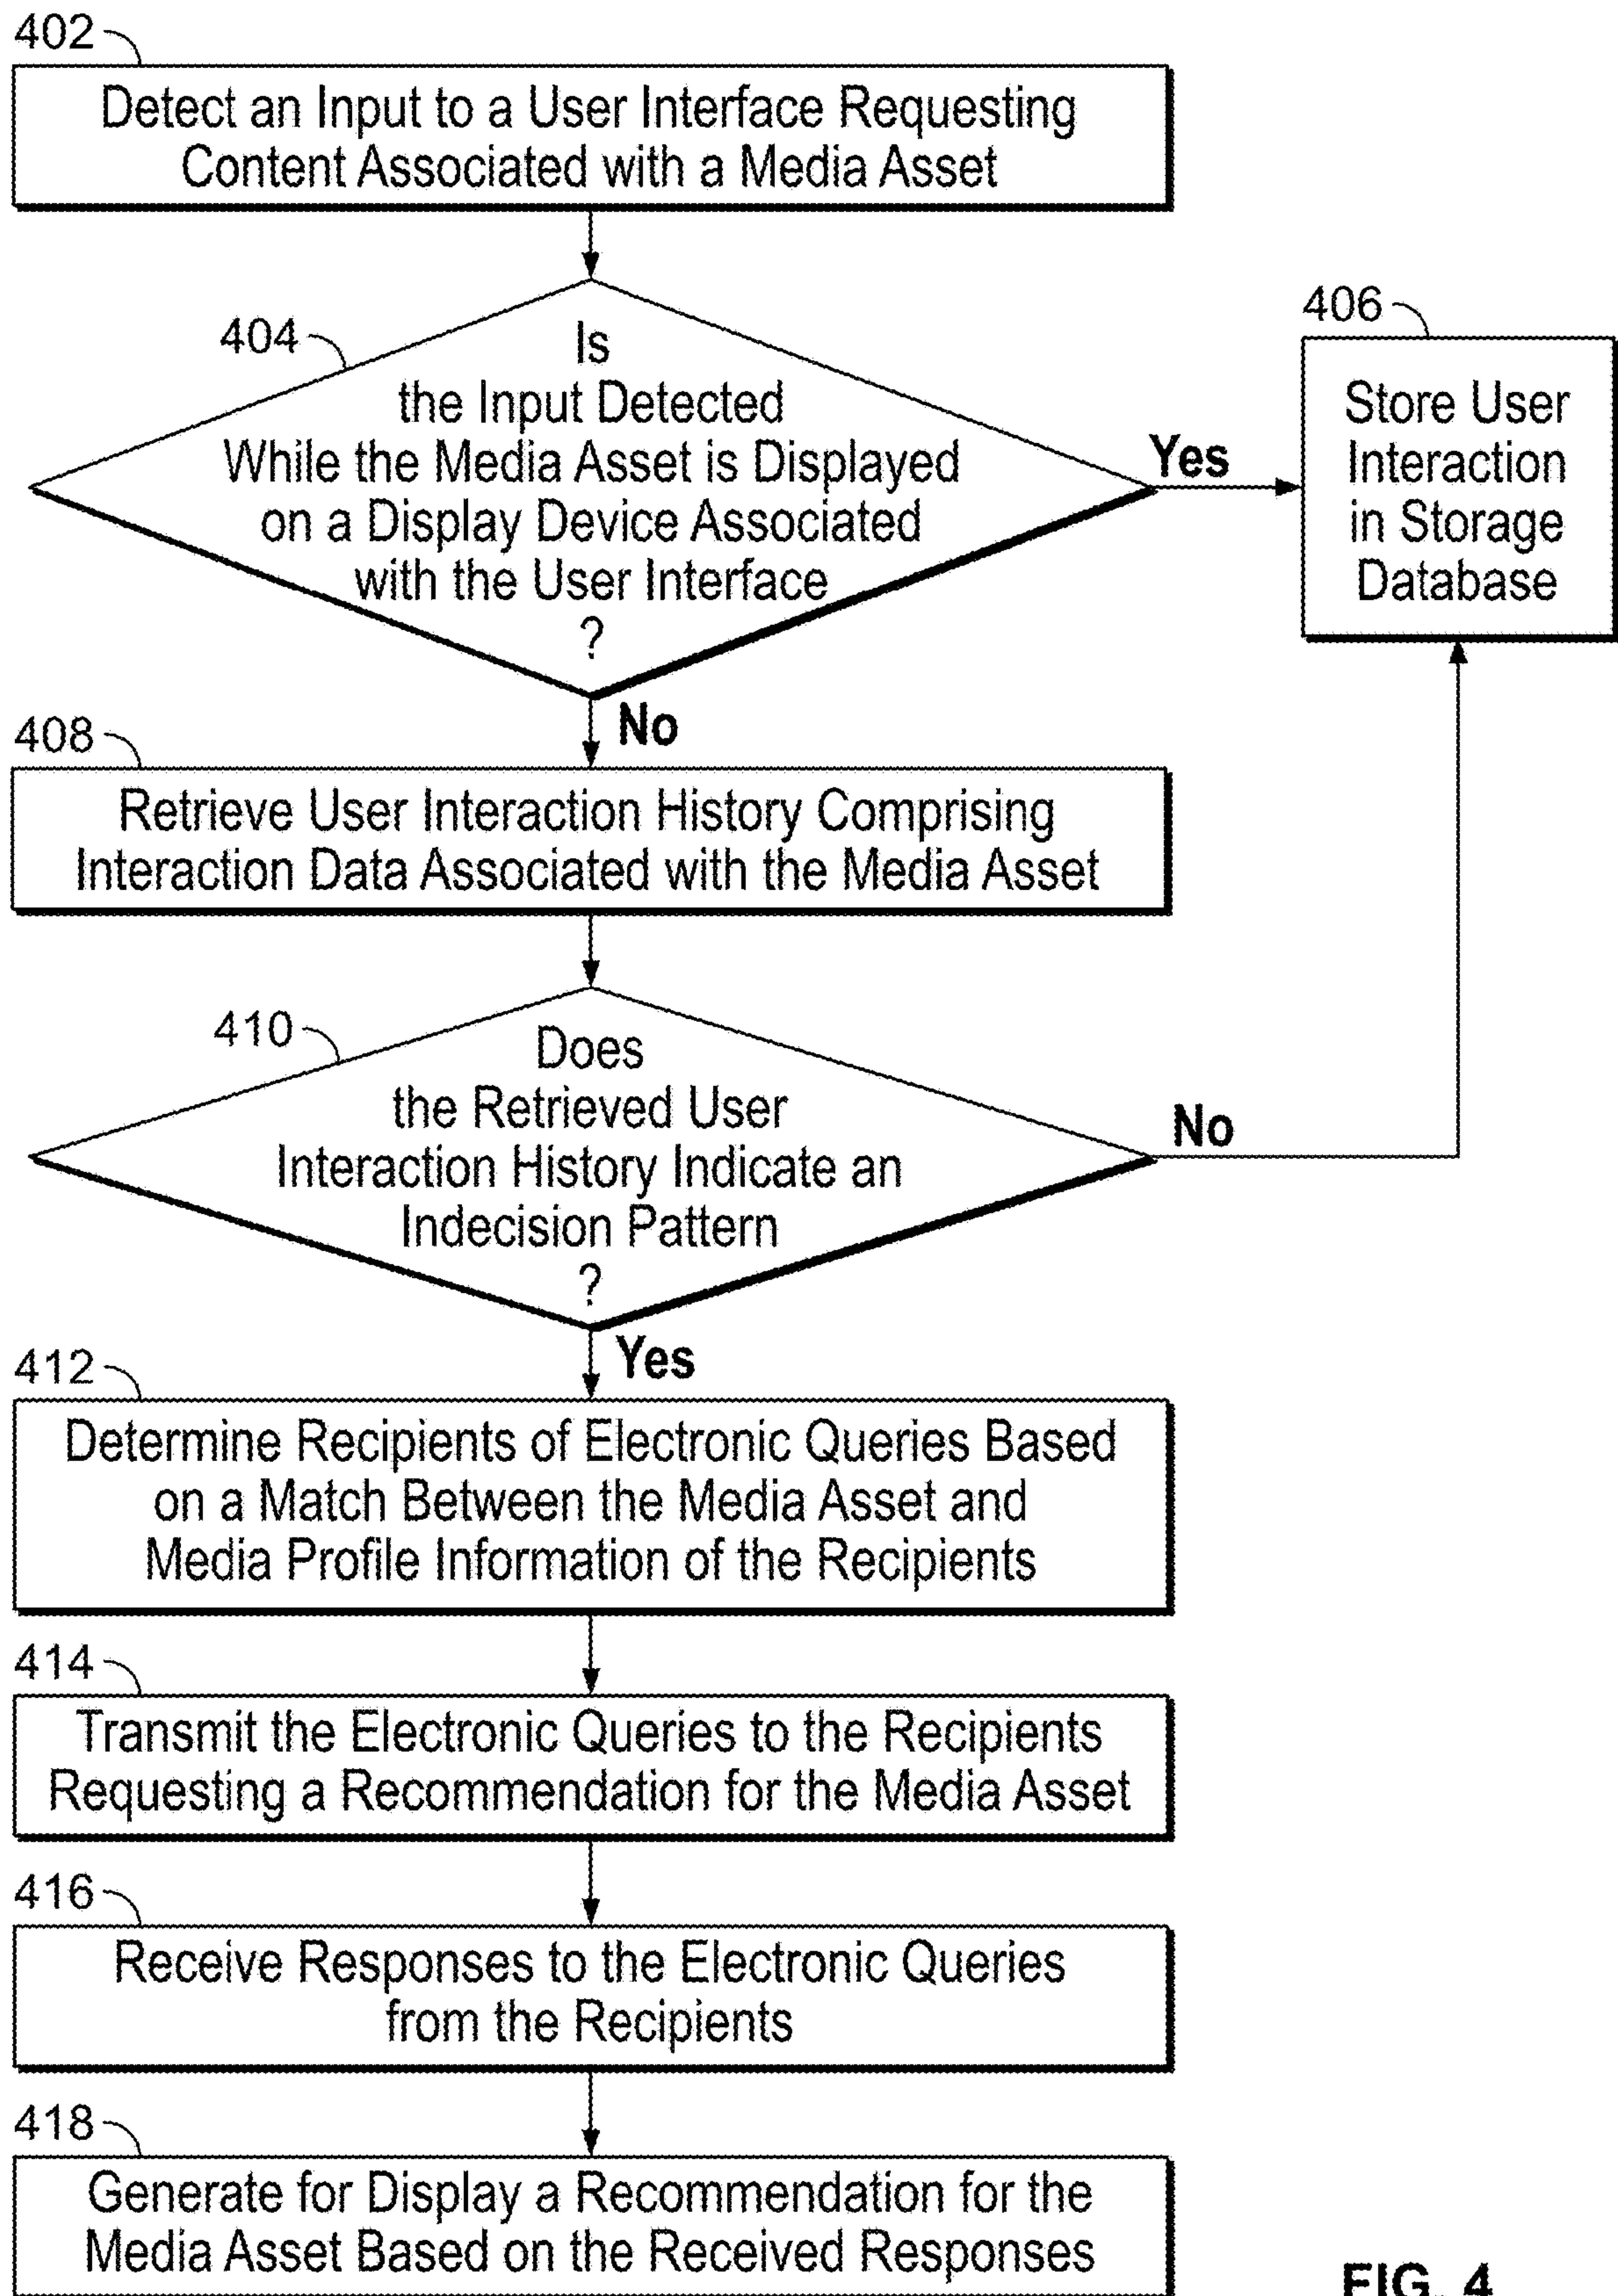 402
Detect an Input to a User Interface Requesting
Content Associated with a Media Asset
404
Is
the Input Detected
While the Media Asset is Displayed
on a Display Device Associated
with the User Interface
?
Yes
406
Store User
Interaction
in Storage
Database
No
408
Retrieve User Interaction History Comprising
Interaction Data Associated with the Media Asset
410
Does
the Retrieved User
Interaction History Indicate an
Indecision Pattern
?
No
Yes
412
Determine Recipients of Electronic Queries Based
on a Match Between the Media Asset and
Media Profile Information of the Recipients
414
Transmit the Electronic Queries to the Recipients
Requesting a Recommendation for the Media Asset
416
Receive Responses to the Electronic Queries
from the Recipients
418
Generate for Display a Recommendation for the
Media Asset Based on the Received Responses
FIG. 4